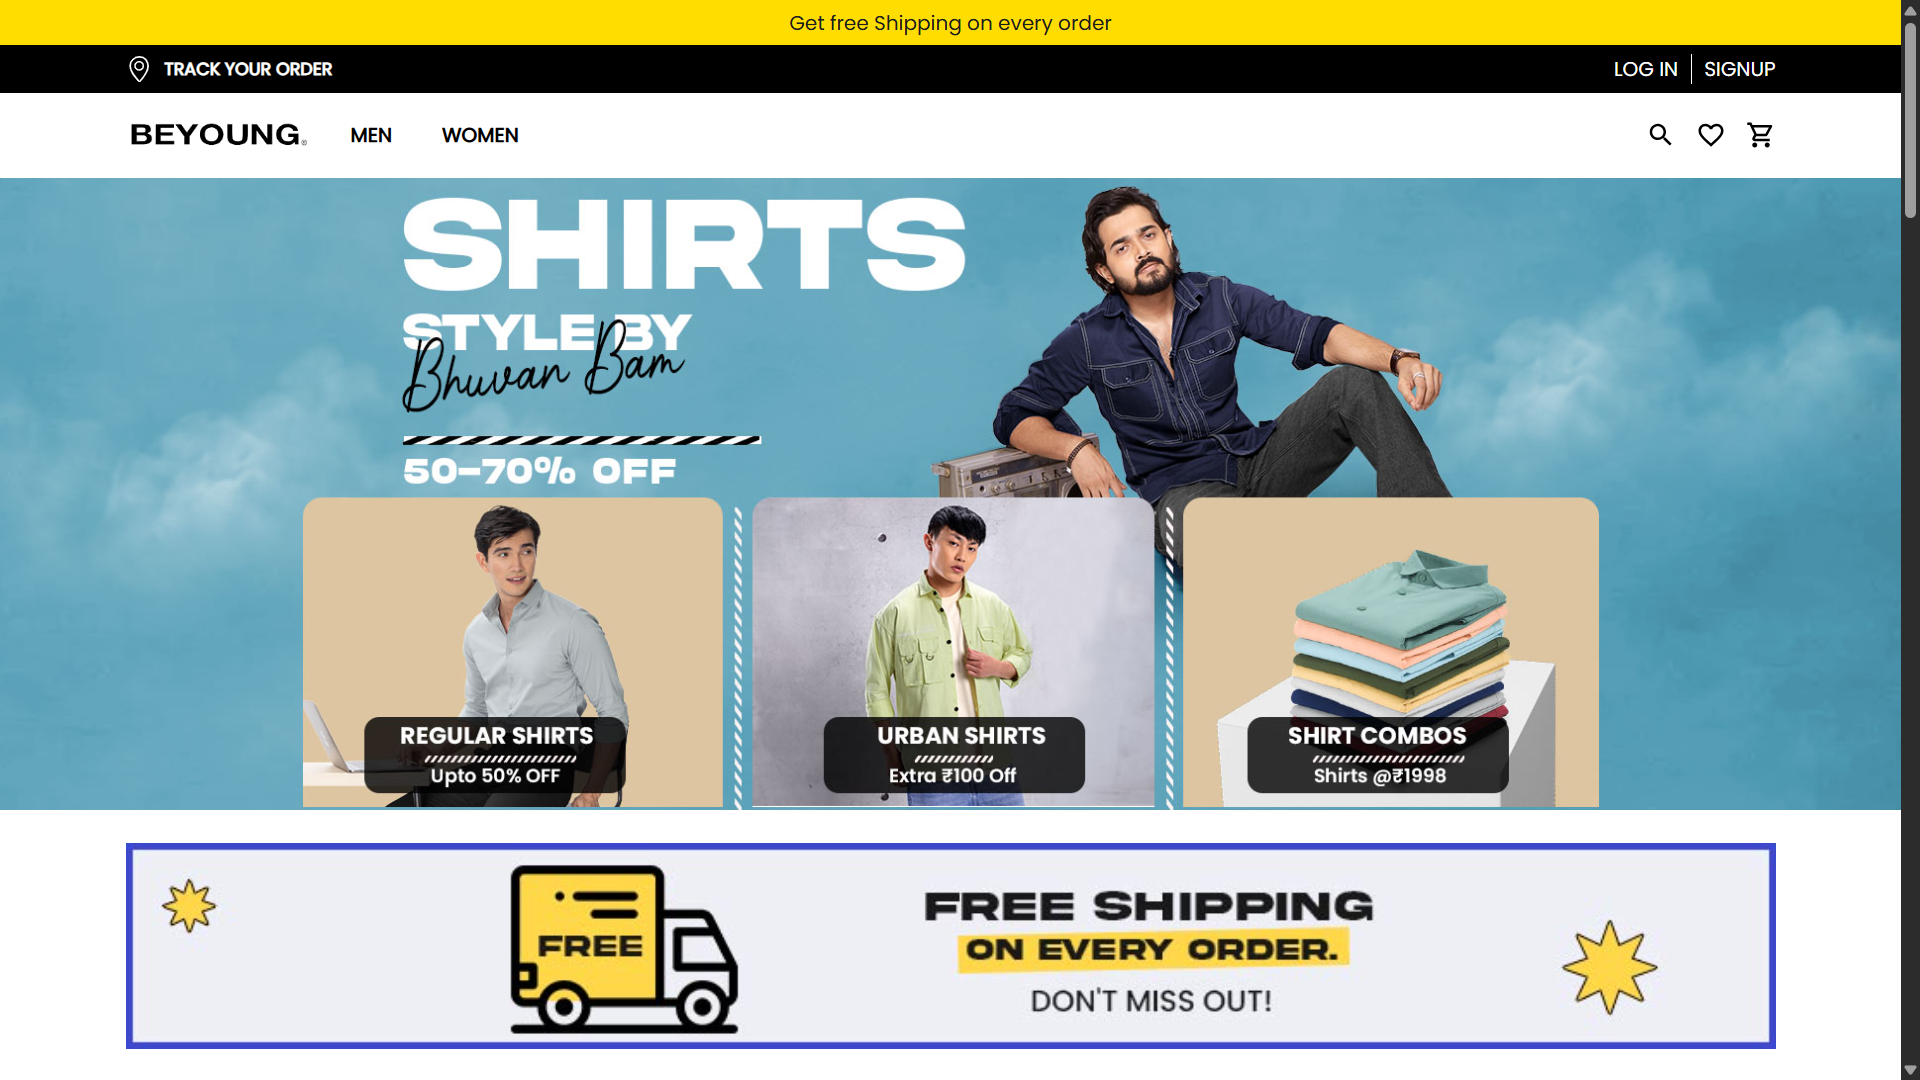 Get free Shipping on every order
TRACK YOUR ORDER
LOG IN
SIGNUP
BEYOUNG®
MEN
WOMEN
SHIRTS
STYLE BY
Bhuvan Bam
50-70% OFF
REGULAR SHIRTS
Upto 50% OFF
URBAN SHIRTS
Extra ₹100 Off
SHIRT COMBOS
Shirts @₹1998
FREE
FREE SHIPPING
ON EVERY ORDER.
DON'T MISS OUT!